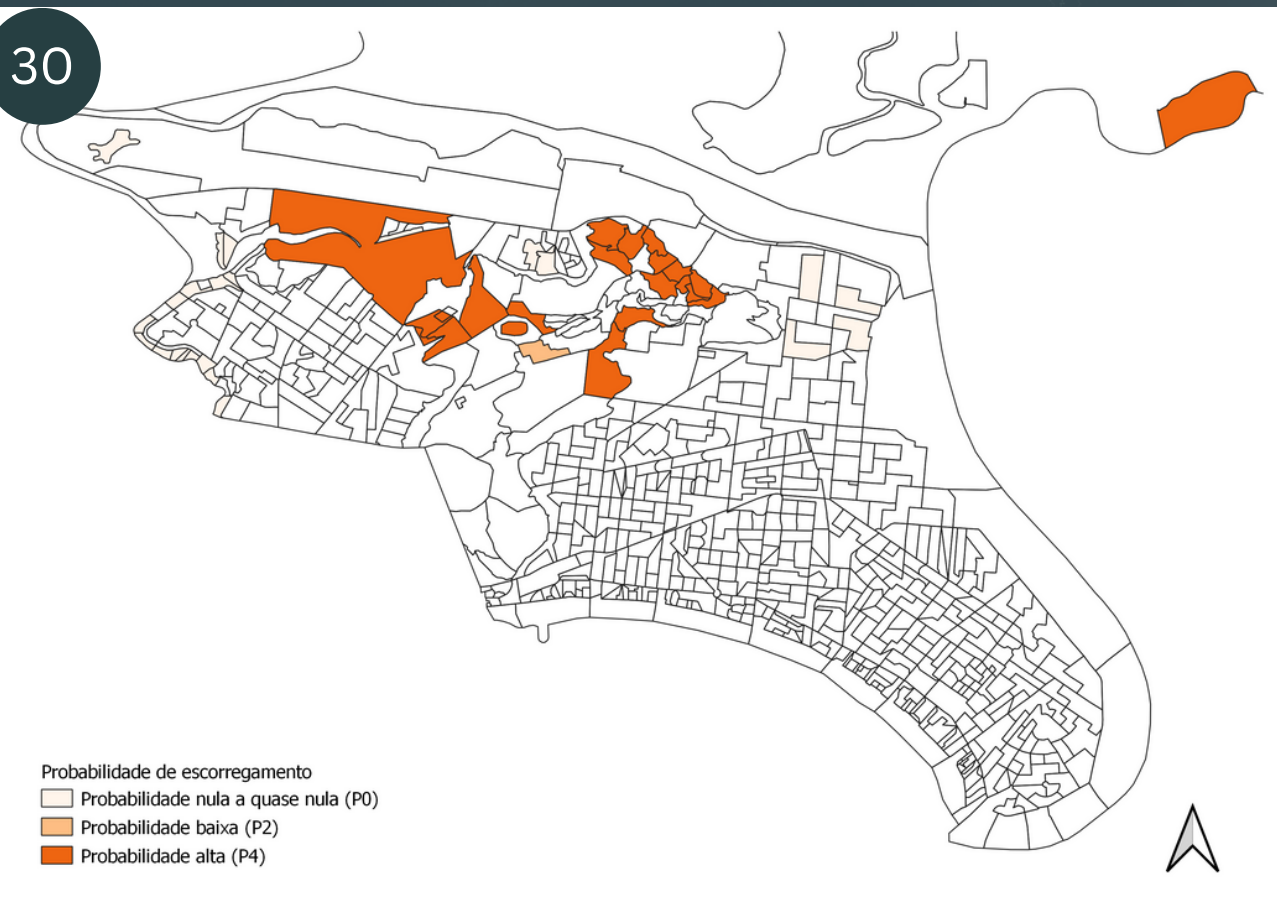 30
Probabilidade de escorregamento
Probabilidade nula a quase nula (P0)
Probabilidade baixa (P2)
Probabilidade alta (P4)